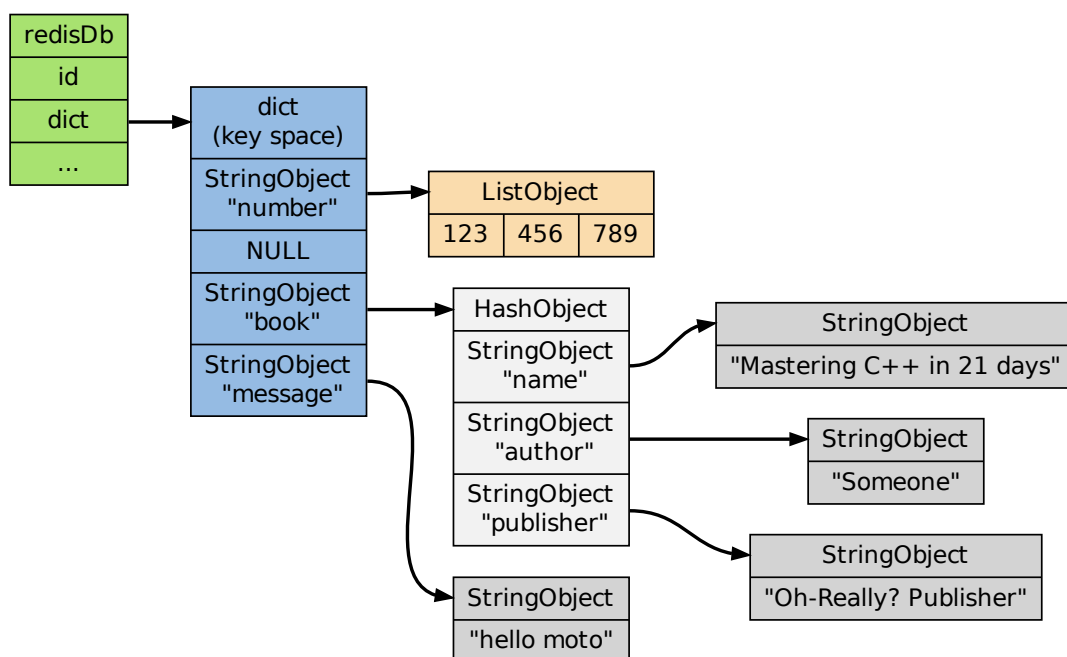 redisDb
id
dict
...
dict
(key space)
StringObject
"number"
NULL
StringObject
"book"
StringObject
"message"
ListObject
123 456 789
HashObject
StringObject
"name"
StringObject
"author"
StringObject
"publisher"
StringObject
"Mastering C++ in 21 days"
StringObject
"Someone"
StringObject
"Oh-Really? Publisher"
StringObject
"hello moto"